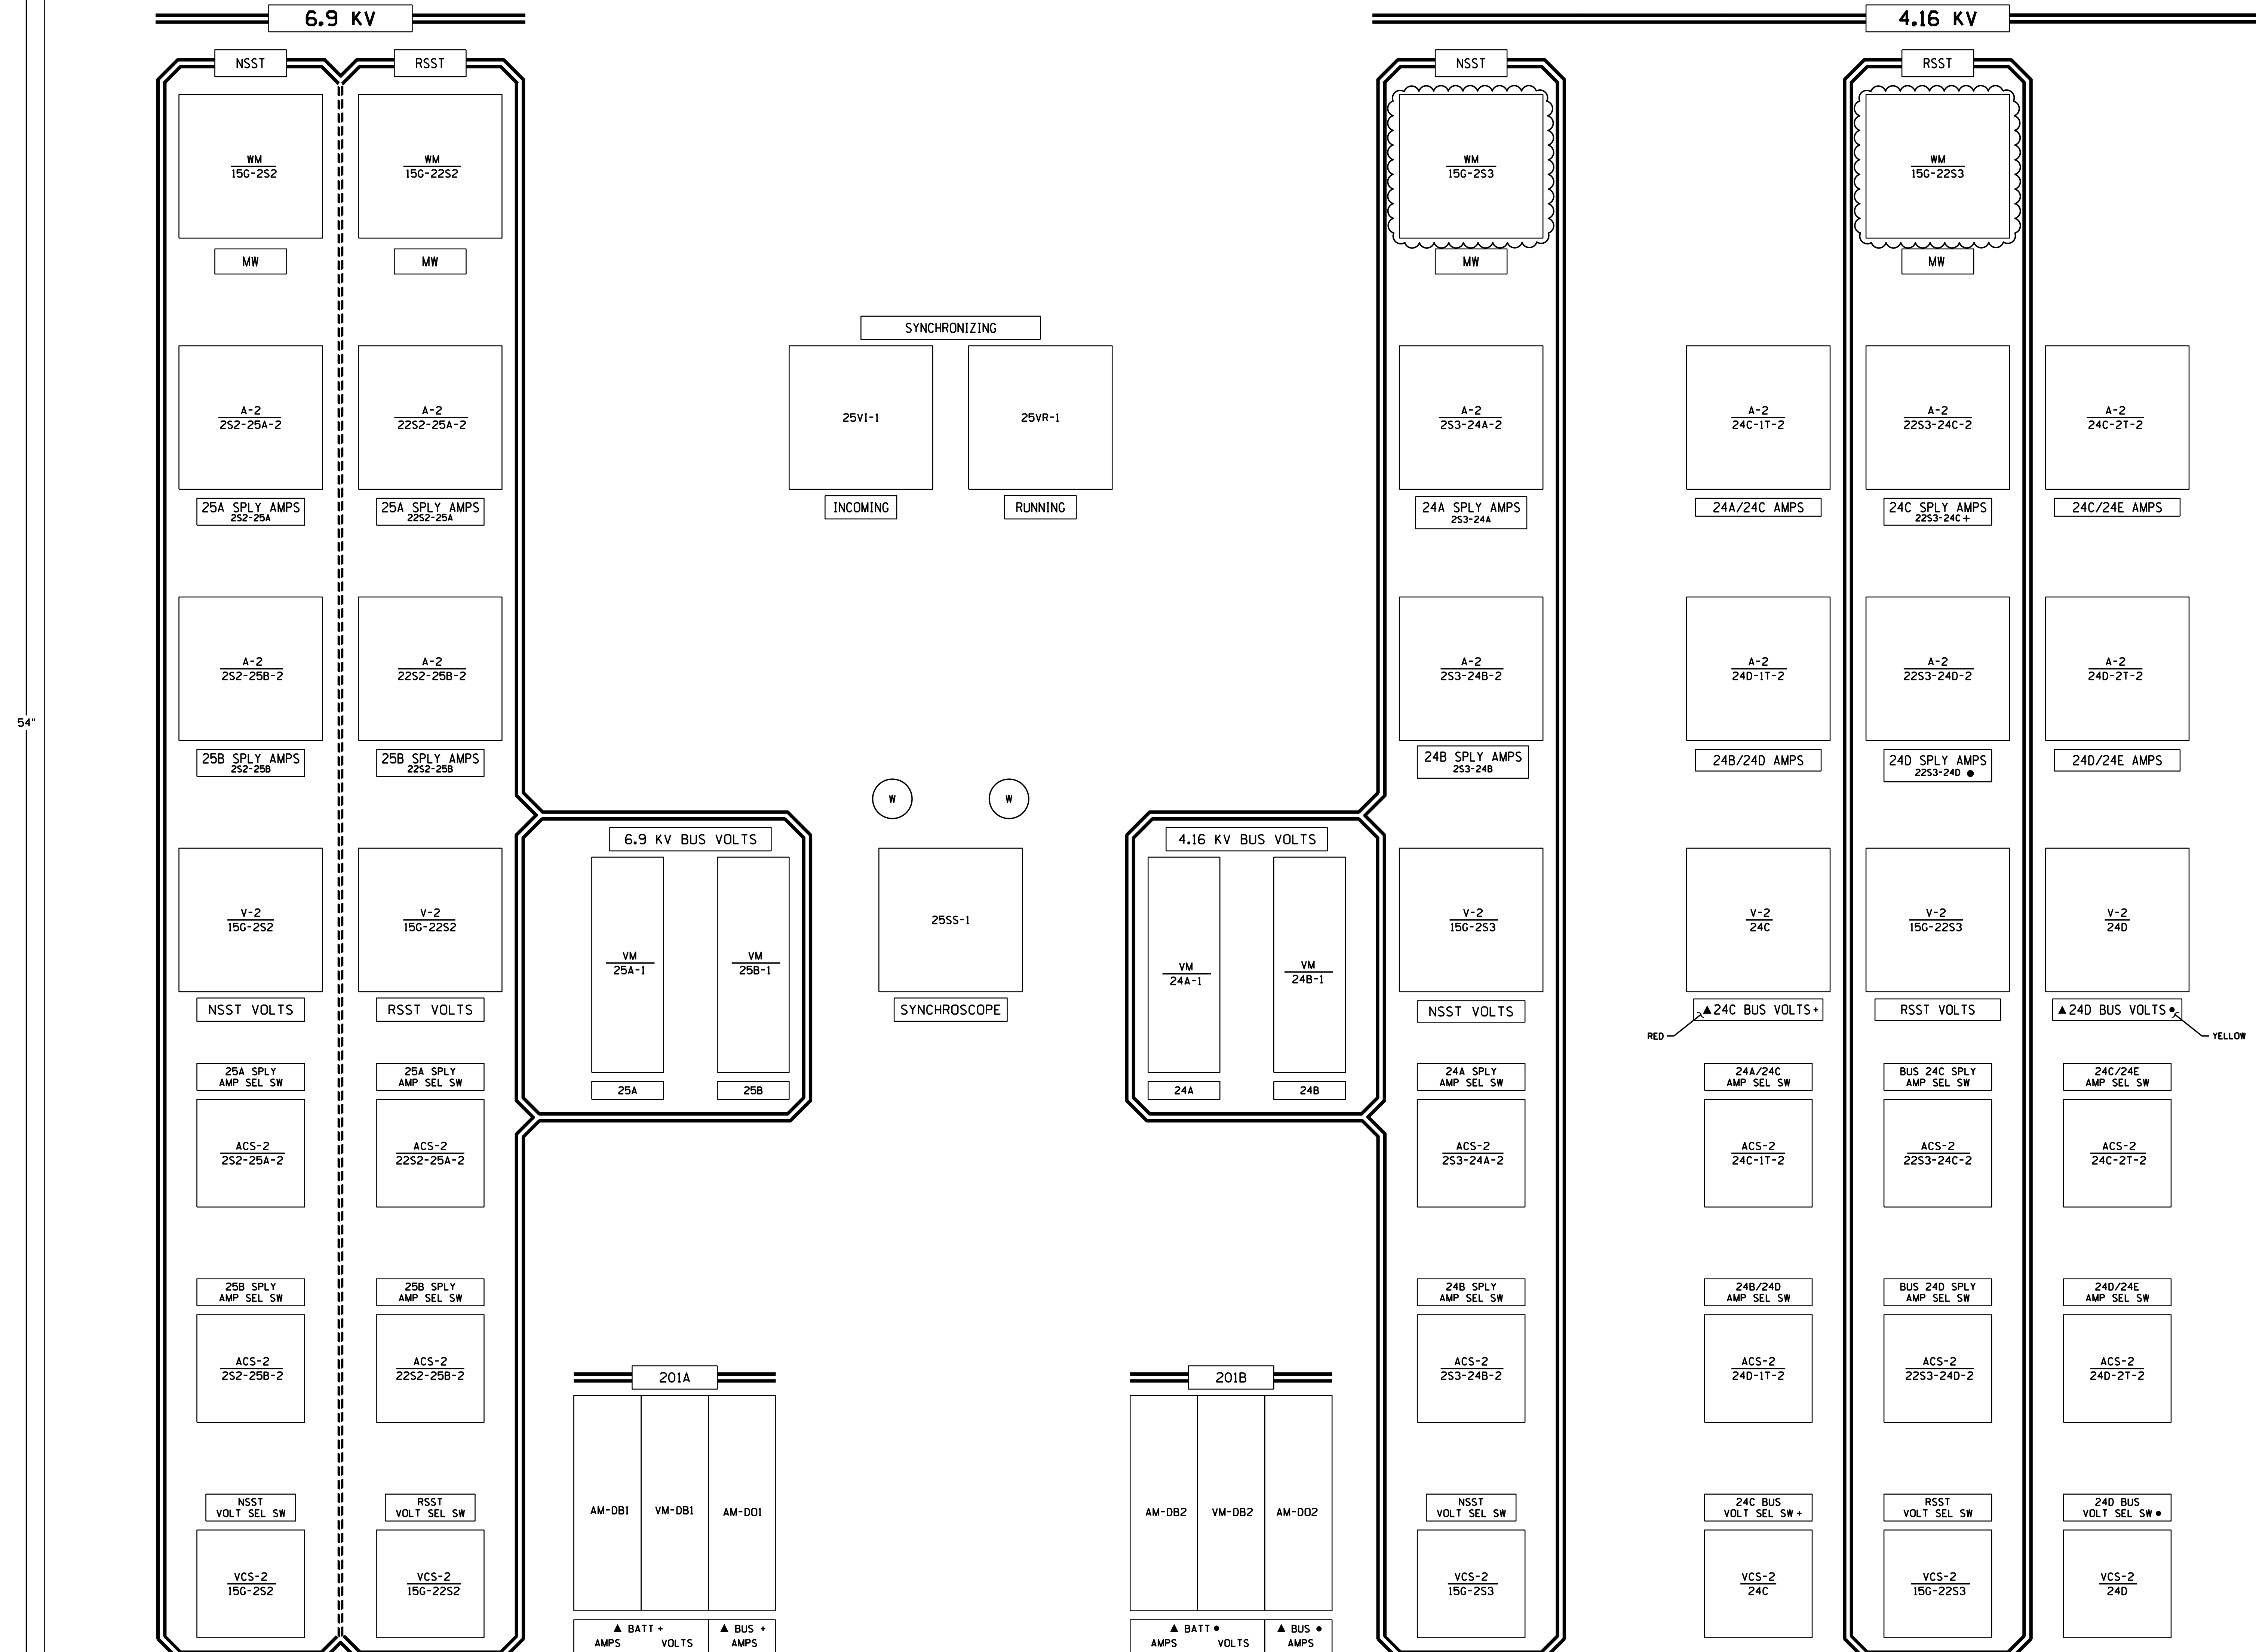 6.9 KV
4.16 KV
NSST
RSST
NSST
RSST
WM
15G-2S2
WM
15G-22S2
WM
15G-2S3
WM
15G-22S3
MW
MW
MW
MW
SYNCHRONIZING
A-2
2S2-25A-2
A-2
22S2-25A-2
25VI-1
25VR-1
A-2
2S3-24A-2
A-2
24C-1T-2
A-2
22S3-24C-2
A-2
24C-2T-2
25A SPLY AMPS
2S2-25A
25A SPLY AMPS
22S2-25A
INCOMING
RUNNING
24A SPLY AMPS
2S3-24A
24A/24C AMPS
24C SPLY AMPS
22S3-24C +
24C/24E AMPS
A-2
2S2-25B-2
A-2
22S2-25B-2
A-2
2S3-24B-2
A-2
24D-1T-2
A-2
22S3-24D-2
A-2
24D-2T-2
54"
25B SPLY AMPS
2S2-25B
25B SPLY AMPS
22S2-25B
24B SPLY AMPS
2S3-24B
24B/24D AMPS
24D SPLY AMPS
22S3-24D ●
24D/24E AMPS
W
W
6.9 KV BUS VOLTS
4.16 KV BUS VOLTS
V-2
15G-2S2
V-2
15G-22S2
VM
25A-1
VM
25B-1
25SS-1
VM
24A-1
VM
24B-1
V-2
15G-2S3
V-2
24C
V-2
15G-22S3
V-2
24D
NSST VOLTS
RSST VOLTS
SYNCHROSCOPE
NSST VOLTS
▲24C BUS VOLTS+
RSST VOLTS
▲24D BUS VOLTS●
RED
YELLOW
25A SPLY
AMP SEL SW
25A SPLY
AMP SEL SW
25A
25B
24A
24B
24A SPLY
AMP SEL SW
24A/24C
AMP SEL SW
BUS 24C SPLY
AMP SEL SW
24C/24E
AMP SEL SW
ACS-2
2S2-25A-2
ACS-2
22S2-25A-2
ACS-2
2S3-24A-2
ACS-2
24C-1T-2
ACS-2
22S3-24C-2
ACS-2
24C-2T-2
25B SPLY
AMP SEL SW
25B SPLY
AMP SEL SW
24B SPLY
AMP SEL SW
24B/24D
AMP SEL SW
BUS 24D SPLY
AMP SEL SW
24D/24E
AMP SEL SW
ACS-2
2S2-25B-2
ACS-2
22S2-25B-2
201A
201B
ACS-2
2S3-24B-2
ACS-2
24D-1T-2
ACS-2
22S3-24D-2
ACS-2
24D-2T-2
NSST
VOLT SEL SW
RSST
VOLT SEL SW
AM-DB1
VM-DB1
AM-DO1
AM-DB2
VM-DB2
AM-DO2
NSST
VOLT SEL SW
24C BUS
VOLT SEL SW +
RSST
VOLT SEL SW
24D BUS
VOLT SEL SW ●
VCS-2
15G-2S2
VCS-2
15G-22S2
VCS-2
15G-2S3
VCS-2
24C
VCS-2
15G-22S3
VCS-2
24D
▲ BATT +
AMPS VOLTS
▲ BUS +
AMPS
▲ BATT ●
AMPS VOLTS
▲ BUS ●
AMPS